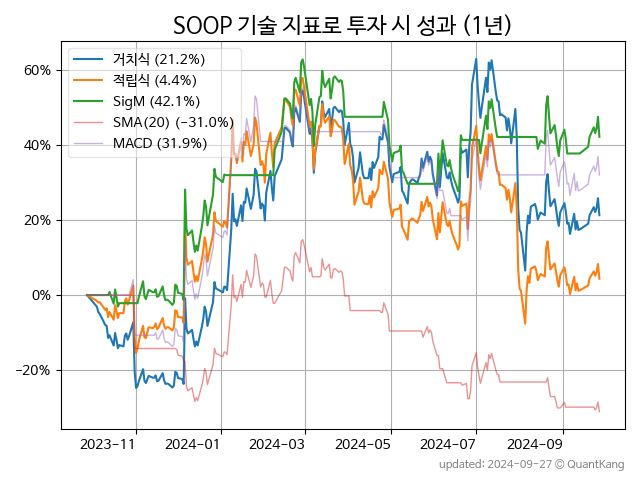 SOOP 기술 지표로 투자 시 성과 (1년)
거치식 (21.2%)
적립식 (4.4%)
SigM (42.1%)
SMA(20) (−31.0%)
MACD (31.9%)
60%
40%
20%
0%
−20%
2023-11 2024-01 2024-03 2024-05 2024-07 2024-09
updated: 2024-09-27 @ QuantKang